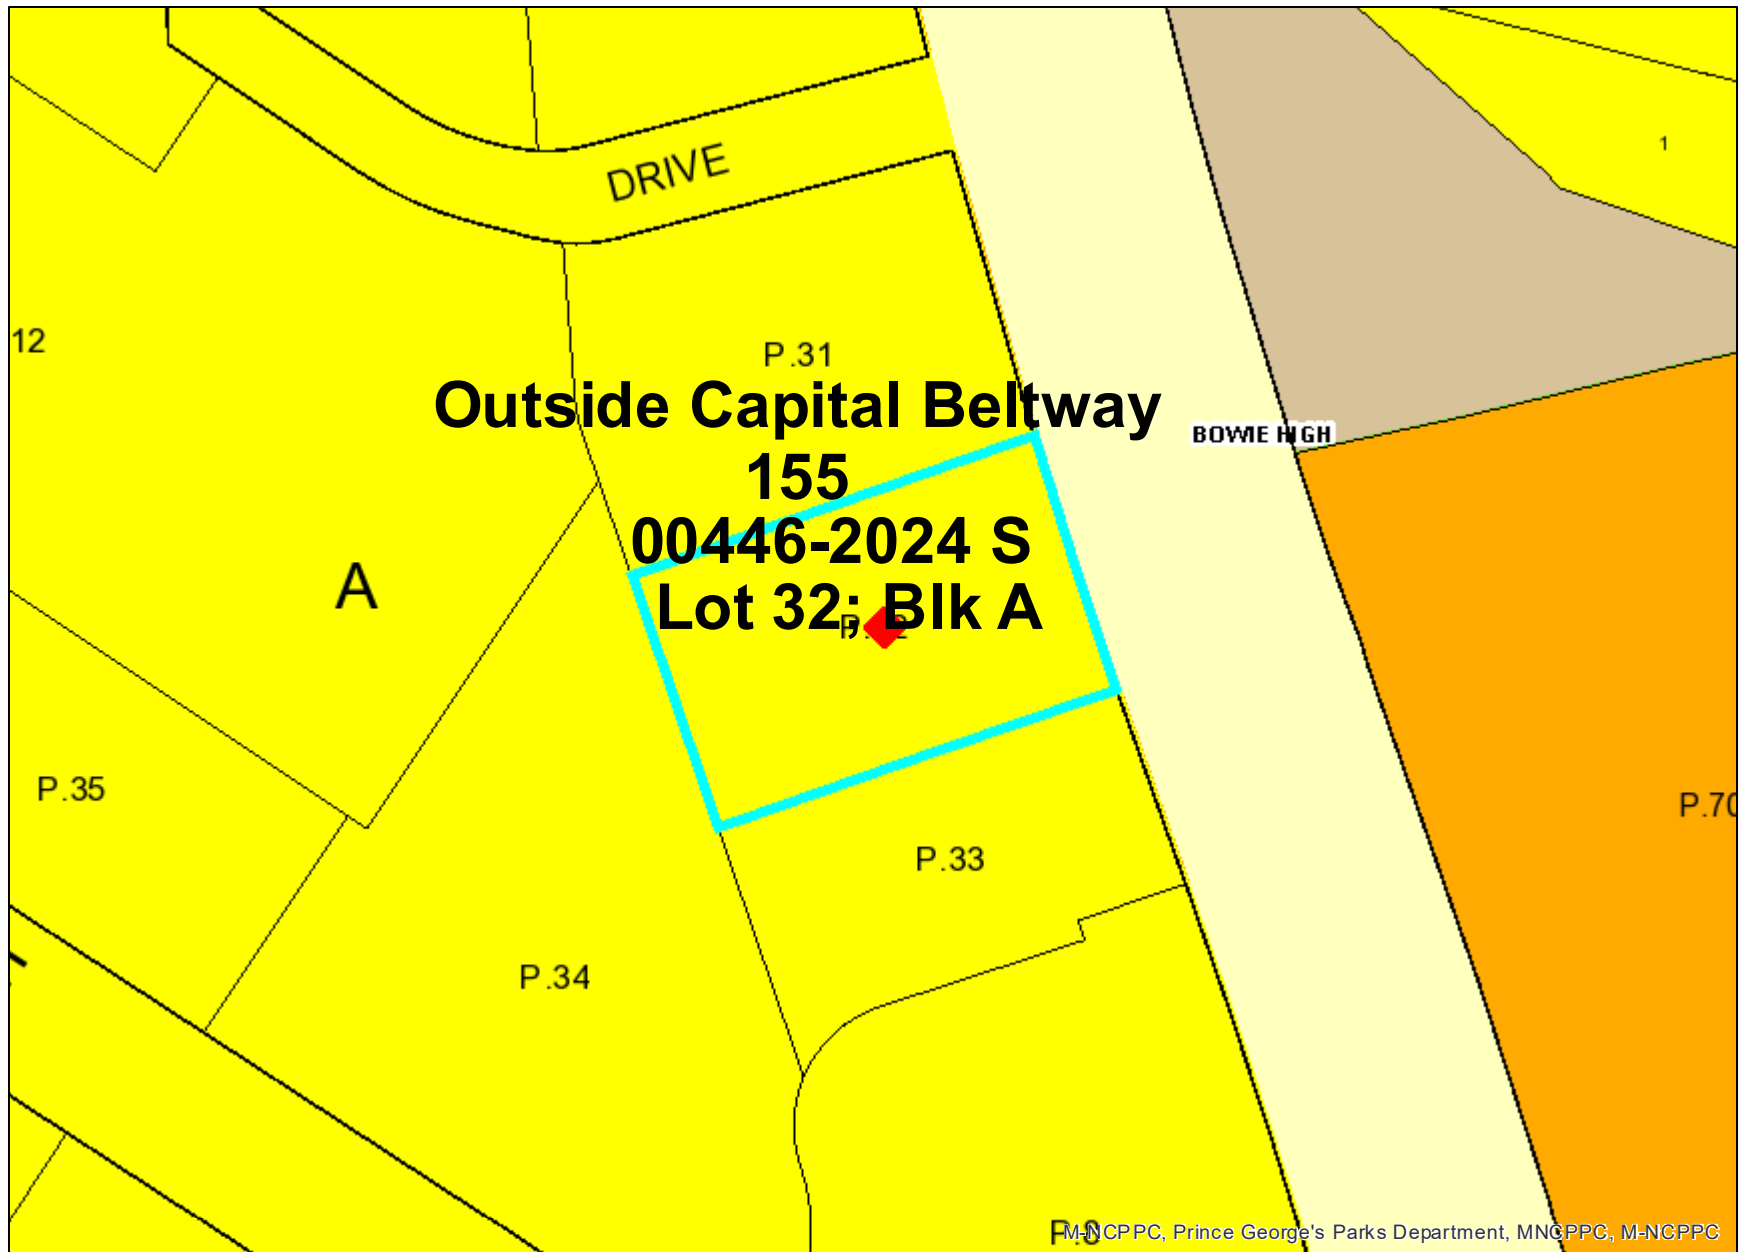 1
DRIVE
12
P.31
Outside Capital Beltway
BOWIE HIGH
155
00446-2024 S
A
Lot 32; Blk A
P.35
P.70
P.33
P.34
P.8
M-NCPPC, Prince George's Parks Department, MNCPPC, M-NCPPC